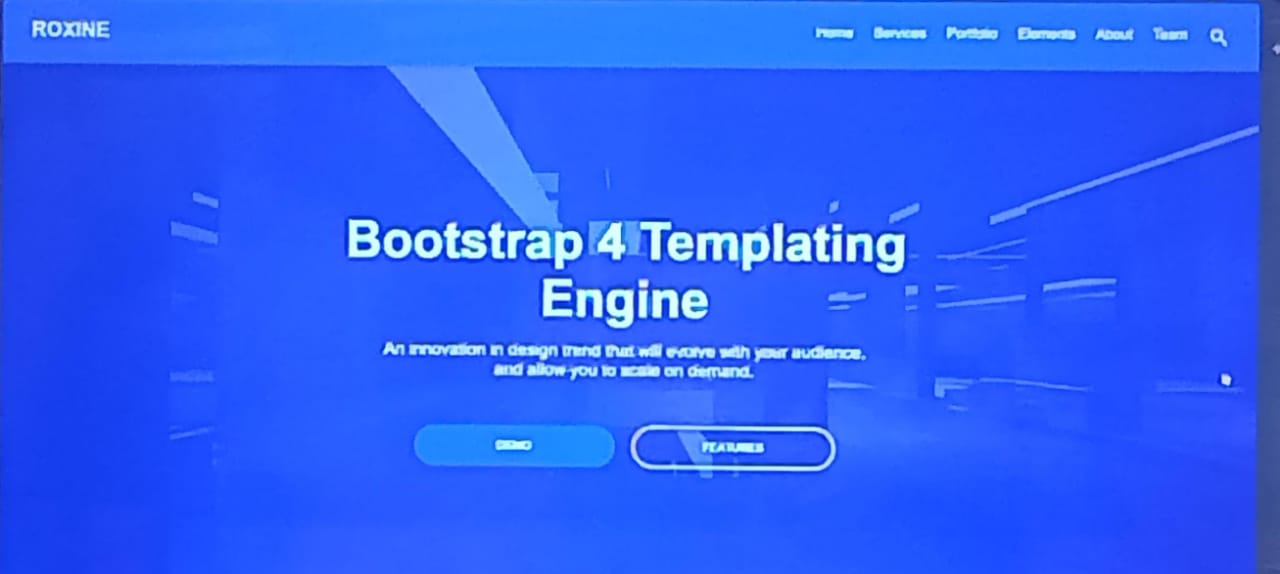 ROXINE
Home Services Portfolio Elements About Team
Bootstrap 4 Templating
Engine
An innovation in design trend that will evolve with your audience,
and allow you to scale on demand.
DEMO FEATURES